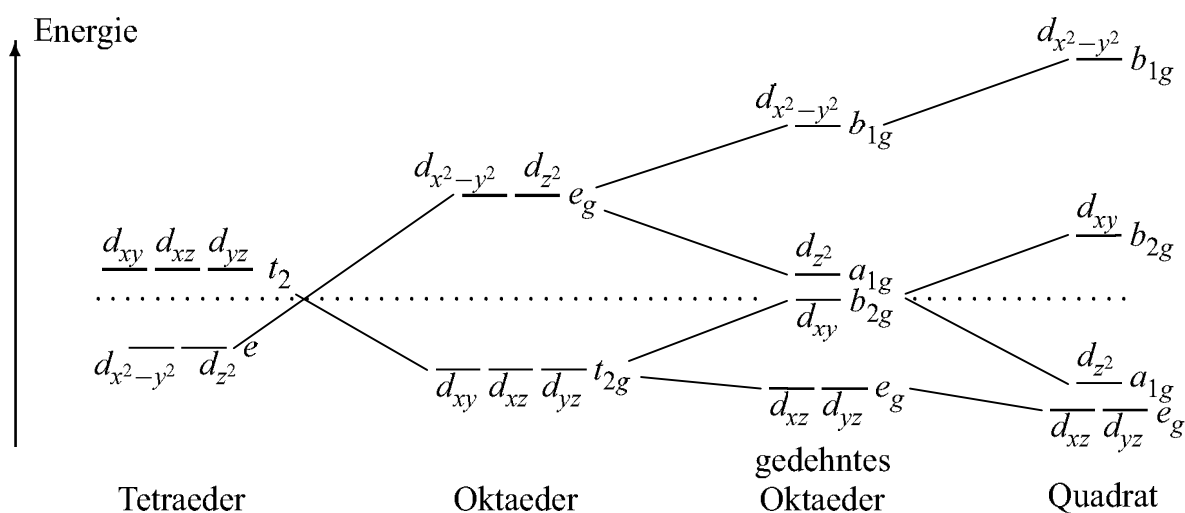 Energie
d_{x²−y²} b_{1g}
d_{x²−y²} b_{1g}
d_{x²−y²} d_{z²} e_g
d_{xy} b_{2g}
d_{xy} d_{xz} d_{yz} t_2
d_{z²} a_{1g}
d_{xy} b_{2g}
d_{x²−y²} d_{z²} e
d_{xy} d_{xz} d_{yz} t_{2g}
d_{xz} d_{yz} e_g
d_{z²} a_{1g}
d_{xz} d_{yz} e_g
Tetraeder
Oktaeder
gedehntes
Oktaeder
Quadrat